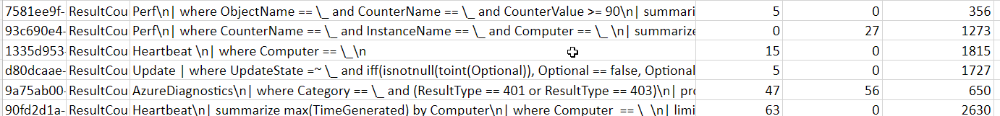 7581ee9f- ResultCou Perf\n| where ObjectName == \_ and CounterName == \_ and CounterValue >= 90\n| summari 5 0 356
93c690e4- ResultCou Perf\n| where CounterName == \_ and InstanceName == \_ and Computer == \_ \n| summarize 0 27 1273
1335d953- ResultCou Heartbeat \n| where Computer == \_\n 15 0 1815
d80dcaae- ResultCou Update | where UpdateState =~ \_ and iff(isnotnull(toint(Optional)), Optional == false, Optional 5 0 1727
9a75ab00- ResultCou AzureDiagnostics\n| where Category == \_ and (ResultType == 401 or ResultType == 403)\n| pro 47 56 650
90fd2d1a- ResultCou Heartbeat\n| summarize max(TimeGenerated) by Computer\n| where Computer == \_\n| limi 63 0 2630